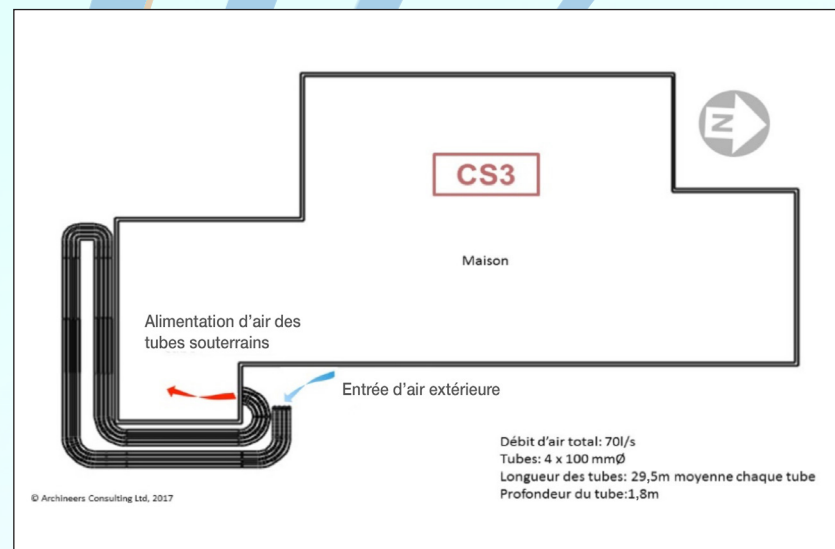 N
CS3
Maison
Alimentation d’air des
tubes souterrains
Entrée d’air extérieure
Débit d'air total: 70l/s
Tubes: 4 x 100 mmØ
Longueur des tubes: 29,5m moyenne chaque tube
Profondeur du tube:1,8m
© Archineers Consulting Ltd, 2017